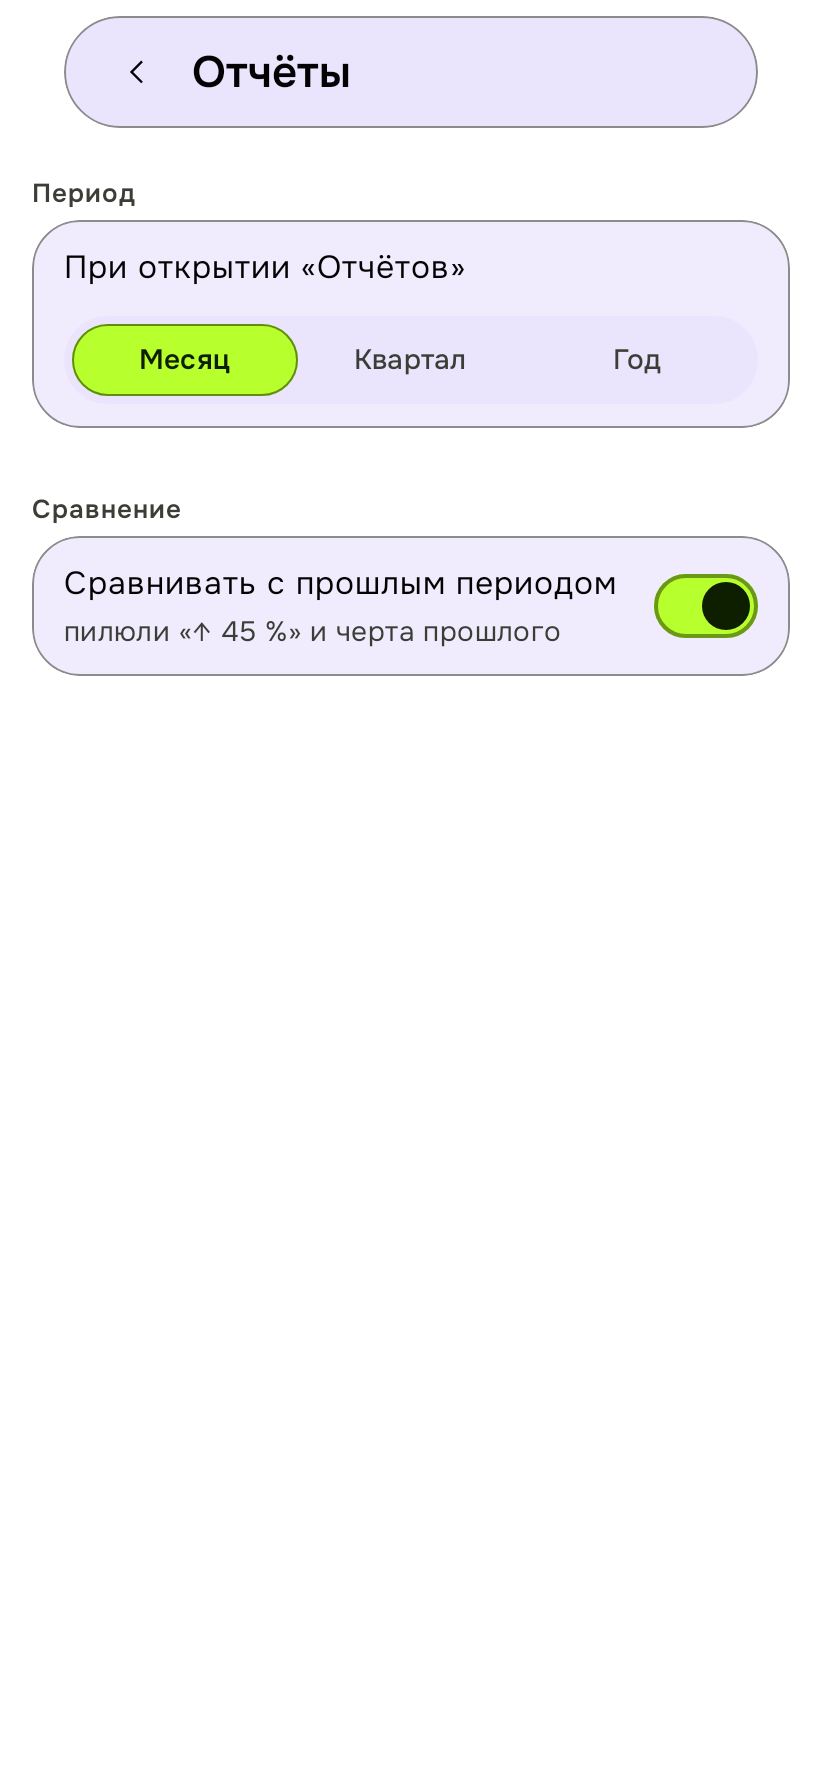 Отчёты
Период
При открытии «Отчётов»
Месяц Квартал Год
Сравнение
Сравнивать с прошлым периодом
пилюли «↑ 45 %» и черта прошлого